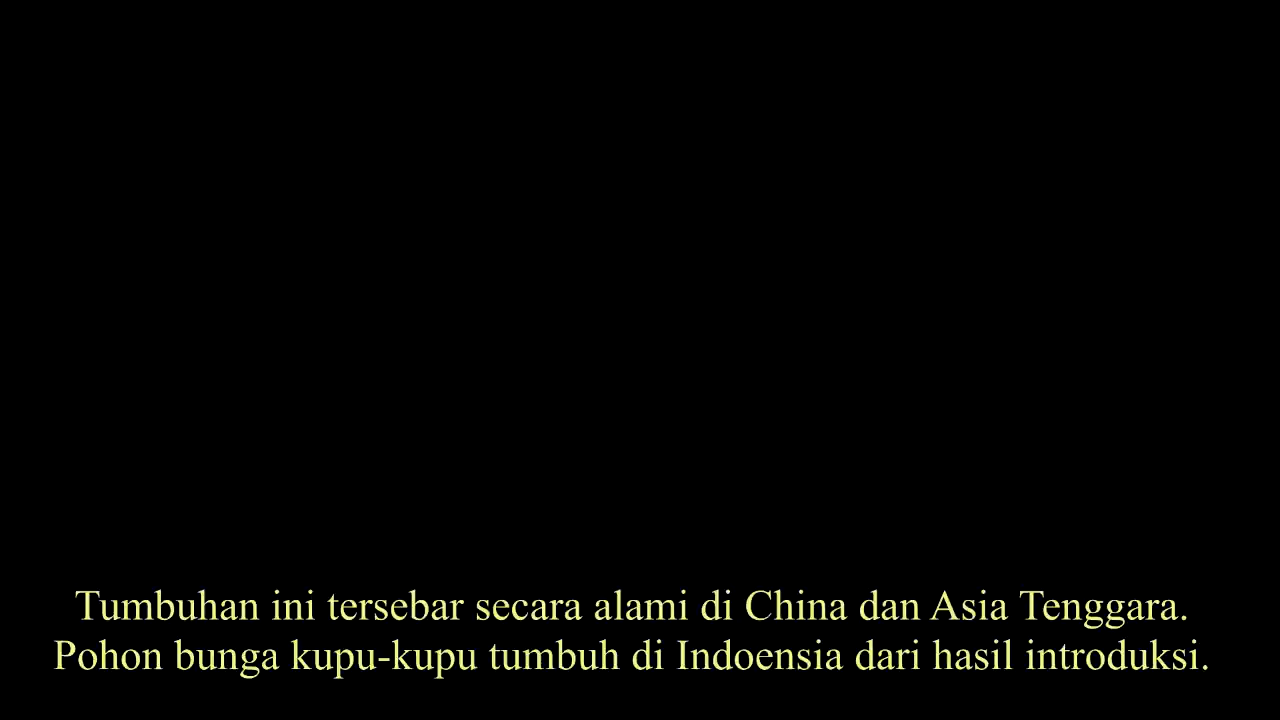 Tumbuhan ini tersebar secara alami di China dan Asia Tenggara.
Pohon bunga kupu-kupu tumbuh di Indoensia dari hasil introduksi.